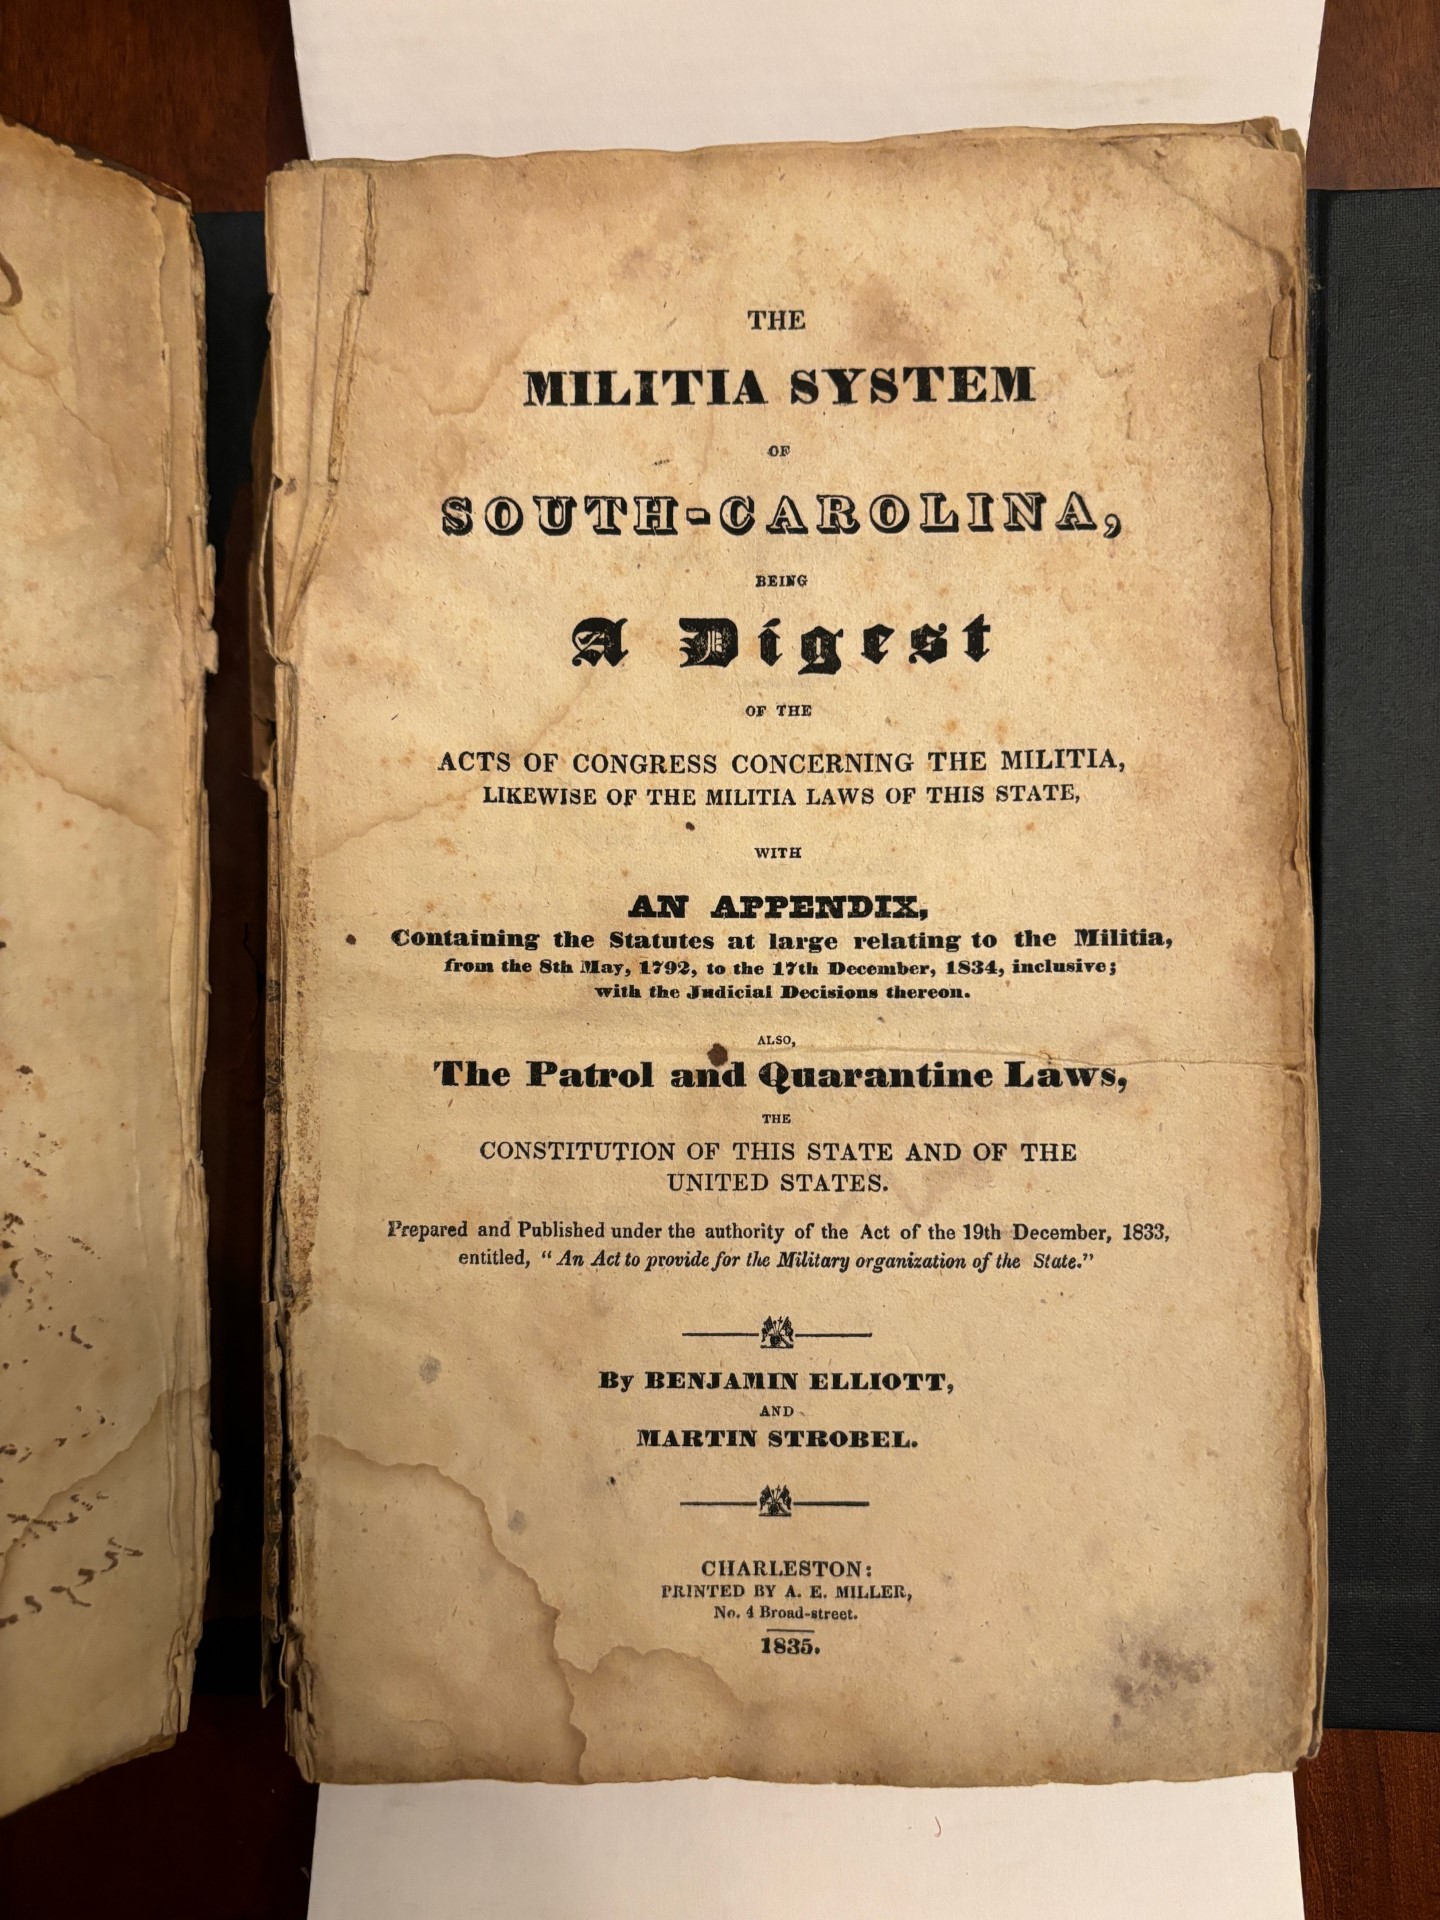 THE
MILITIA SYSTEM
OF
SOUTH-CAROLINA,
BEING
A Digest
OF THE
ACTS OF CONGRESS CONCERNING THE MILITIA,
LIKEWISE OF THE MILITIA LAWS OF THIS STATE,
WITH
AN APPENDIX,
Containing the Statutes at large relating to the Militia,
from the 8th May, 1792, to the 17th December, 1834, inclusive;
with the Judicial Decisions thereon.
ALSO,
The Patrol and Quarantine Laws,
THE
CONSTITUTION OF THIS STATE AND OF THE
UNITED STATES.
Prepared and Published under the authority of the Act of the 19th December, 1833,
entitled, "An Act to provide for the Military organization of the State."
By BENJAMIN ELLIOTT,
AND
MARTIN STROBEL.
CHARLESTON:
PRINTED BY A. E. MILLER,
No. 4 Broad-street.
1835.